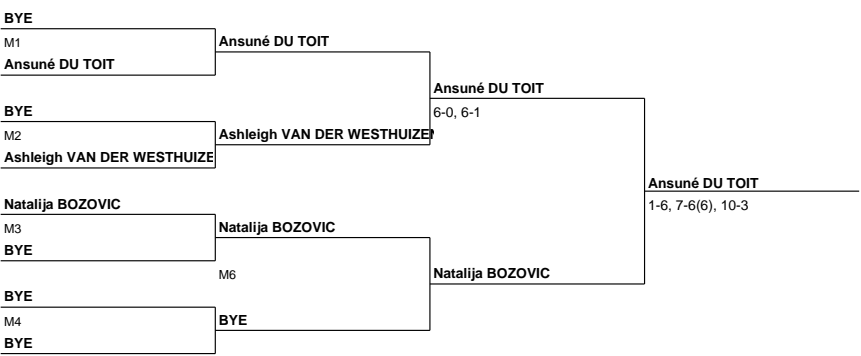 BYE
M1
Ansuné DU TOIT
BYE
M2
Ashleigh VAN DER WESTHUIZE
Natalija BOZOVIC
M3
BYE
BYE
M4
BYE
Ansuné DU TOIT
Ashleigh VAN DER WESTHUIZEN
Natalija BOZOVIC
M6
BYE
Ansuné DU TOIT
6-0, 6-1
Natalija BOZOVIC
Ansuné DU TOIT
1-6, 7-6(6), 10-3